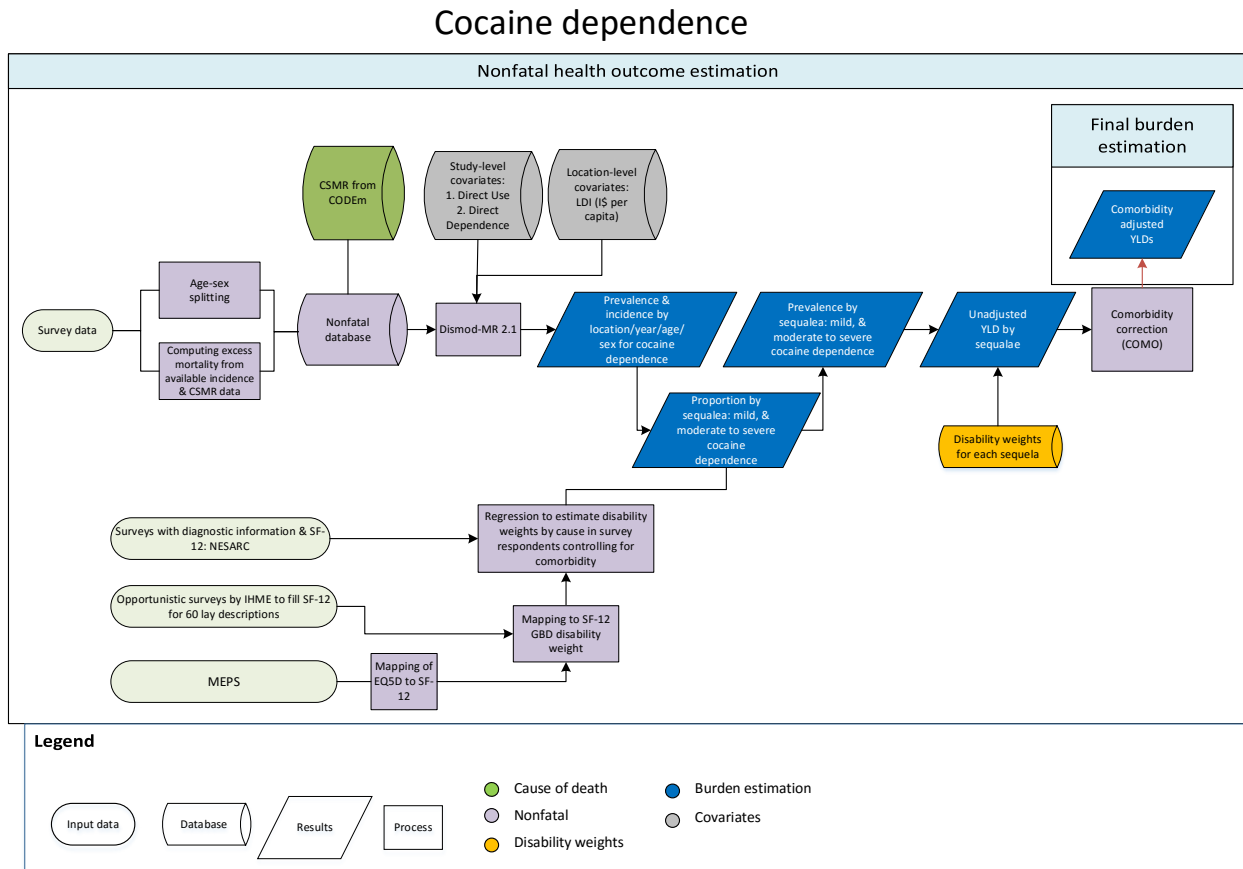 Cocaine dependence
Nonfatal health outcome estimation
Final burden
estimation
CSMR from
CODEm
Study-level
covariates:
1. Direct Use
2. Direct
Dependence
Location-level
covariates:
LDI (I$ per
capita)
Comorbidity
adjusted
YLDs
Survey data
Age-sex
splitting
Computing excess
mortality from
available incidence
& CSMR data
Nonfatal
database
Dismod-MR 2.1
Prevalence &
incidence by
location/year/age/
sex for cocaine
dependence
Prevalence by
sequalea: mild, &
moderate to severe
cocaine dependence
Unadjusted
YLD by
sequalae
Comorbidity
correction
(COMO)
Proportion by
sequalea: mild, &
moderate to severe
cocaine
dependence
Disability weights
for each sequela
Surveys with diagnostic information & SF-
12: NESARC
Regression to estimate disability
weights by cause in survey
respondents controlling for
comorbidity
Opportunistic surveys by IHME to fill SF-12
for 60 lay descriptions
Mapping to SF-12
GBD disability
weight
MEPS
Mapping of
EQ5D to SF-
12
Legend
Input data
Database
Results
Process
Cause of death
Nonfatal
Disability weights
Burden estimation
Covariates